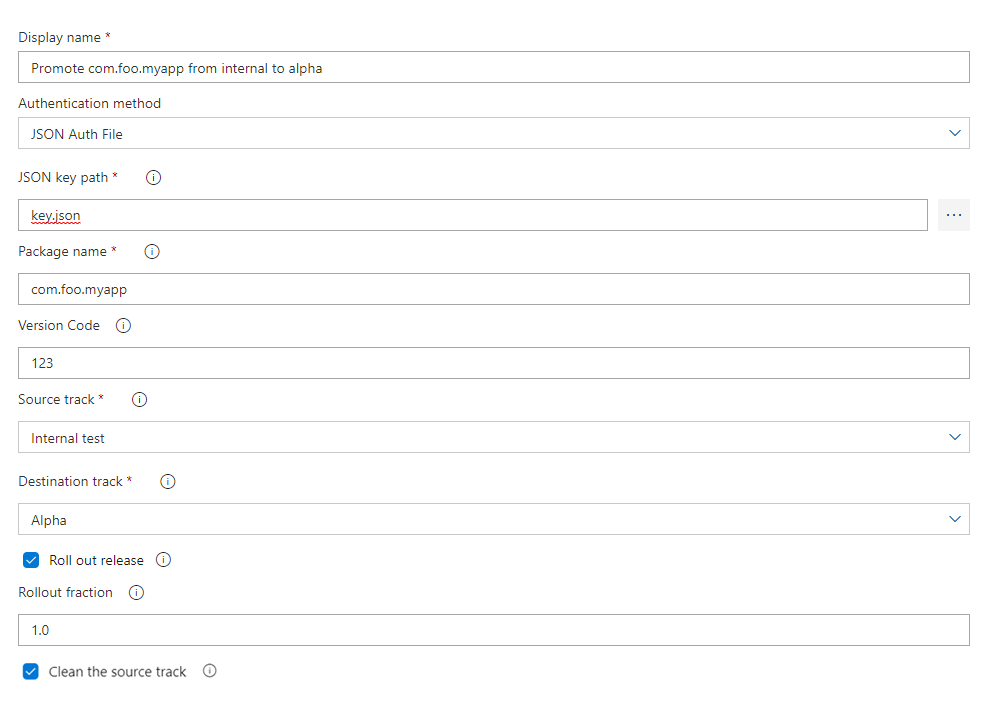 Display name *
Promote com.foo.myapp from internal to alpha
Authentication method
JSON Auth File
JSON key path *
key.json
Package name *
com.foo.myapp
Version Code
123
Source track *
Internal test
Destination track *
Alpha
Roll out release
Rollout fraction
1.0
Clean the source track